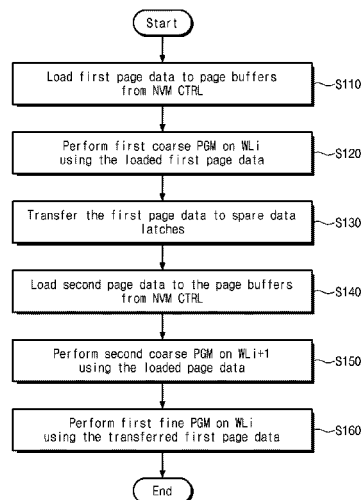 Start
Load first page data to page buffers
from NVM CTRL
S110
Perform first coarse PGM on WLi
using the loaded first page data
S120
Transfer the first page data to spare data
latches
S130
Load second page data to the page buffers
from NVM CTRL
S140
Perform second coarse PGM on WLi+1
using the loaded page data
S150
Perform first fine PGM on WLi
using the transferred first page data
S160
End